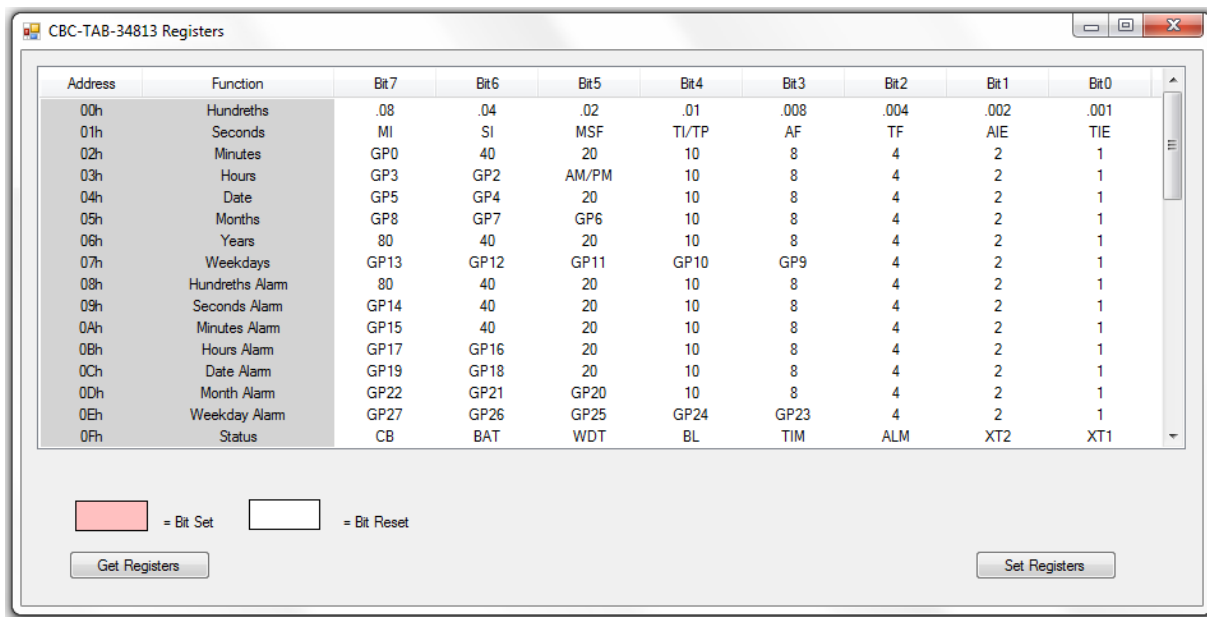 CBC-TAB-34813 Registers
Address Function Bit7 Bit6 Bit5 Bit4 Bit3 Bit2 Bit1 Bit0
00h Hundreths .08 .04 .02 .01 .008 .004 .002 .001
01h Seconds MI SI MSF TI/TP AF TF AIE TIE
02h Minutes GP0 40 20 10 8 4 2 1
03h Hours GP3 GP2 AM/PM 10 8 4 2 1
04h Date GP5 GP4 20 10 8 4 2 1
05h Months GP8 GP7 GP6 10 8 4 2 1
06h Years 80 40 20 10 8 4 2 1
07h Weekdays GP13 GP12 GP11 GP10 GP9 4 2 1
08h Hundreths Alarm 80 40 20 10 8 4 2 1
09h Seconds Alarm GP14 40 20 10 8 4 2 1
0Ah Minutes Alarm GP15 40 20 10 8 4 2 1
0Bh Hours Alarm GP17 GP16 20 10 8 4 2 1
0Ch Date Alarm GP19 GP18 20 10 8 4 2 1
0Dh Month Alarm GP22 GP21 GP20 10 8 4 2 1
0Eh Weekday Alarm GP27 GP26 GP25 GP24 GP23 4 2 1
0Fh Status CB BAT WDT BL TIM ALM XT2 XT1
= Bit Set = Bit Reset
Get Registers Set Registers